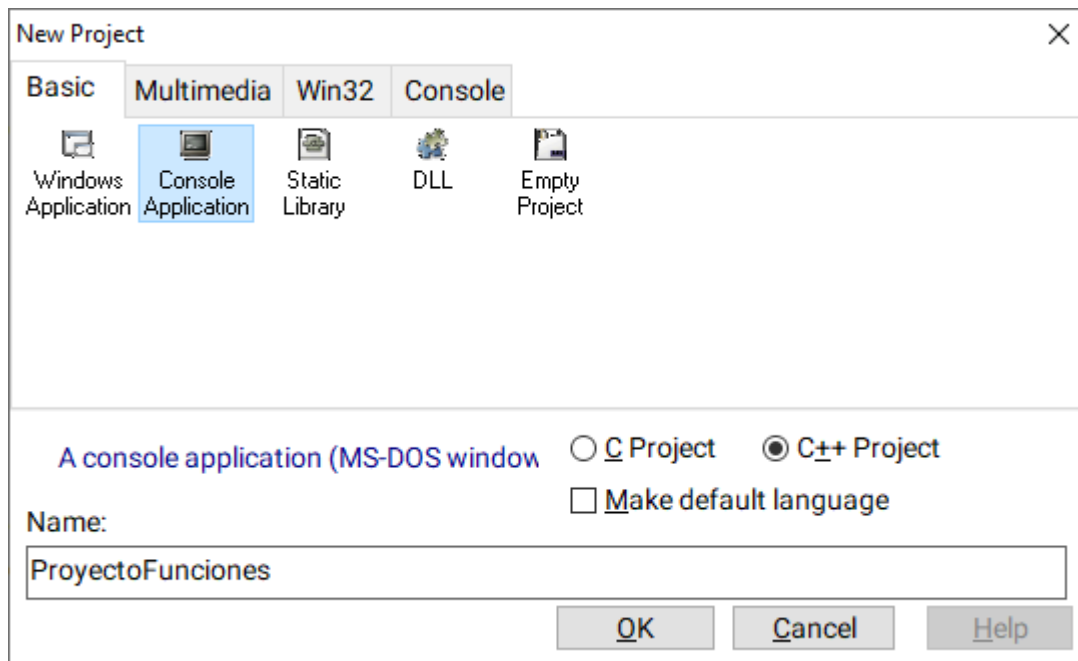 New Project
Basic Multimedia Win32 Console
Windows Application
Console Application
Static Library
DLL
Empty Project
A console application (MS-DOS window
C Project
C++ Project
Make default language
Name:
ProyectoFunciones
OK Cancel Help